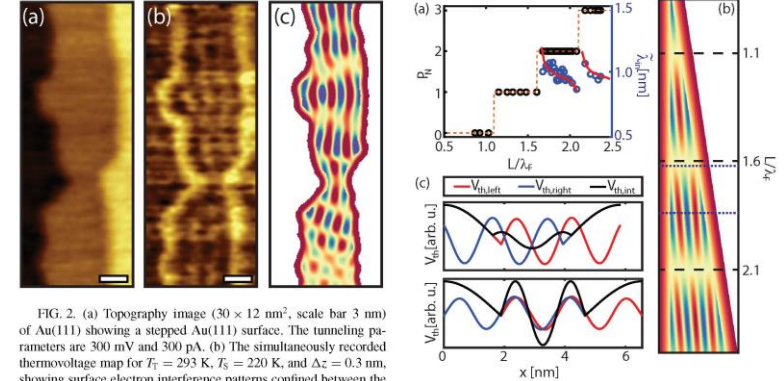 (a)
(b)
(c)
FIG. 2. (a) Topography image (30 × 12 nm², scale bar 3 nm)
of Au(111) showing a stepped Au(111) surface. The tunneling pa-
rameters are 300 mV and 300 pA. (b) The simultaneously recorded
thermovoltage map for T_T = 293 K, T_S = 220 K, and Δz = 0.3 nm,
showing surface electron interference patterns confined between the
(a)
3
2
1
0
P_N
0.5
1.0
1.5
2.0
2.5
L/λ_F
1.5
1.0
0.5
(b)
1.1
1.6
2.1
L/λ_F
(c)
V_th,left
V_th,right
V_th,int
V_th[arb. u.]
V_th[arb. u.]
0
2
4
6
x [nm]